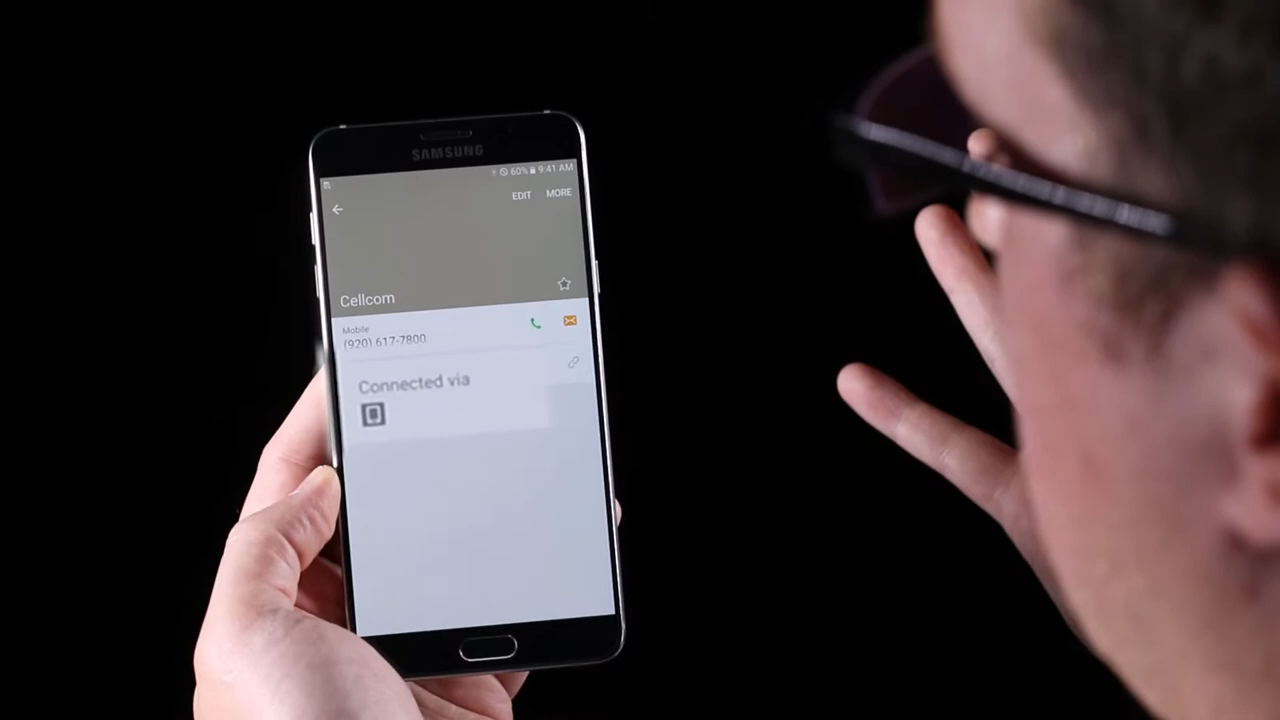 SAMSUNG
60% 9:41 AM
EDIT MORE
Cellcom
Mobile
(920) 617-7800
Connected via